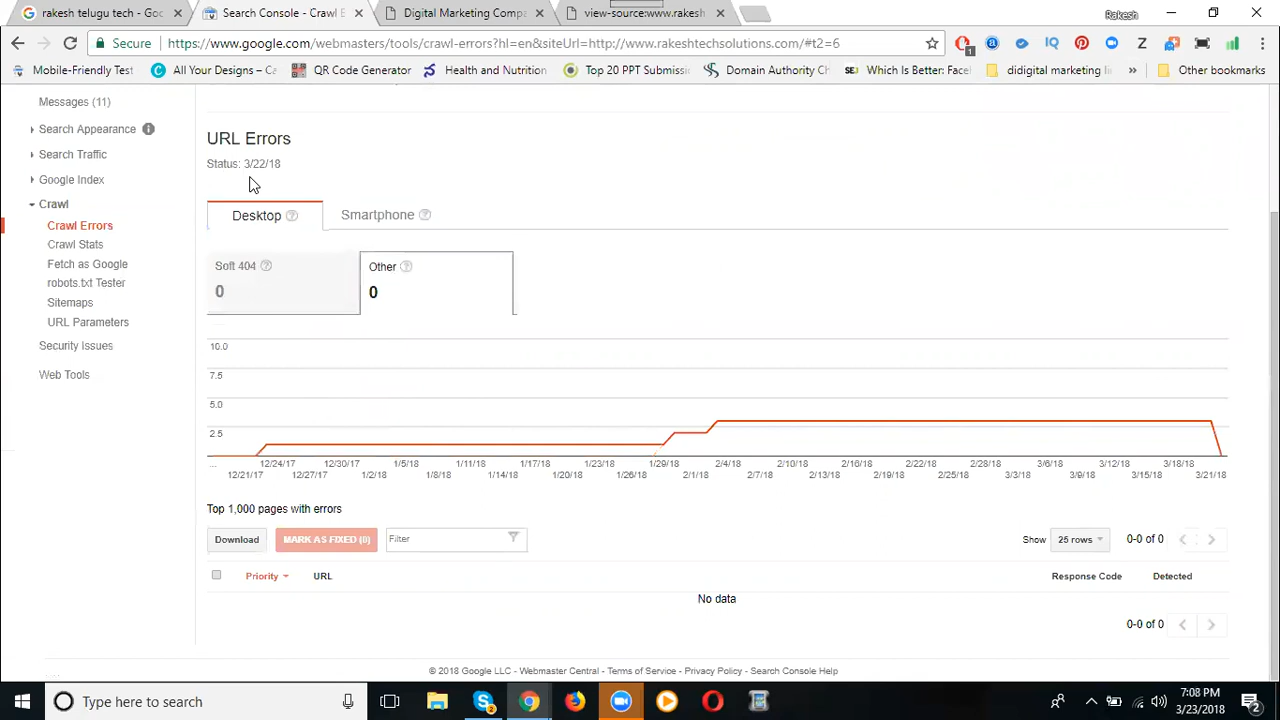 rakesh telugu tech - Goo
Search Console - Crawl E
Digital Marketing Compa
view-source:www.rakesh
Rakesh
Secure
https://www.google.com/webmasters/tools/crawl-errors?hl=en&siteUrl=http://www.rakeshtechsolutions.com/#t2=6
Mobile-Friendly Test
All Your Designs – Ca
QR Code Generator
Health and Nutrition
Top 20 PPT Submissio
Domain Authority Ch
Which Is Better: Facel
didigital marketing li
Other bookmarks
Messages (11)
Search Appearance
Search Traffic
Google Index
Crawl
Crawl Errors
Crawl Stats
Fetch as Google
robots.txt Tester
Sitemaps
URL Parameters
Security Issues
Web Tools
URL Errors
Status: 3/22/18
Desktop
Smartphone
Soft 404
0
Other
0
10.0
7.5
5.0
2.5
12/24/17 12/30/17 1/5/18 1/11/18 1/17/18 1/23/18 1/29/18 2/4/18 2/10/18 2/16/18 2/22/18 2/28/18 3/6/18 3/12/18 3/18/18
12/21/17 12/27/17 1/2/18 1/8/18 1/14/18 1/20/18 1/26/18 2/1/18 2/7/18 2/13/18 2/19/18 2/25/18 3/3/18 3/9/18 3/15/18 3/21/18
Top 1,000 pages with errors
Download
MARK AS FIXED (0)
Filter
Show
25 rows
0-0 of 0
Priority URL Response Code Detected
No data
0-0 of 0
© 2018 Google LLC - Webmaster Central - Terms of Service - Privacy Policy - Search Console Help
Type here to search
7:08 PM
3/23/2018